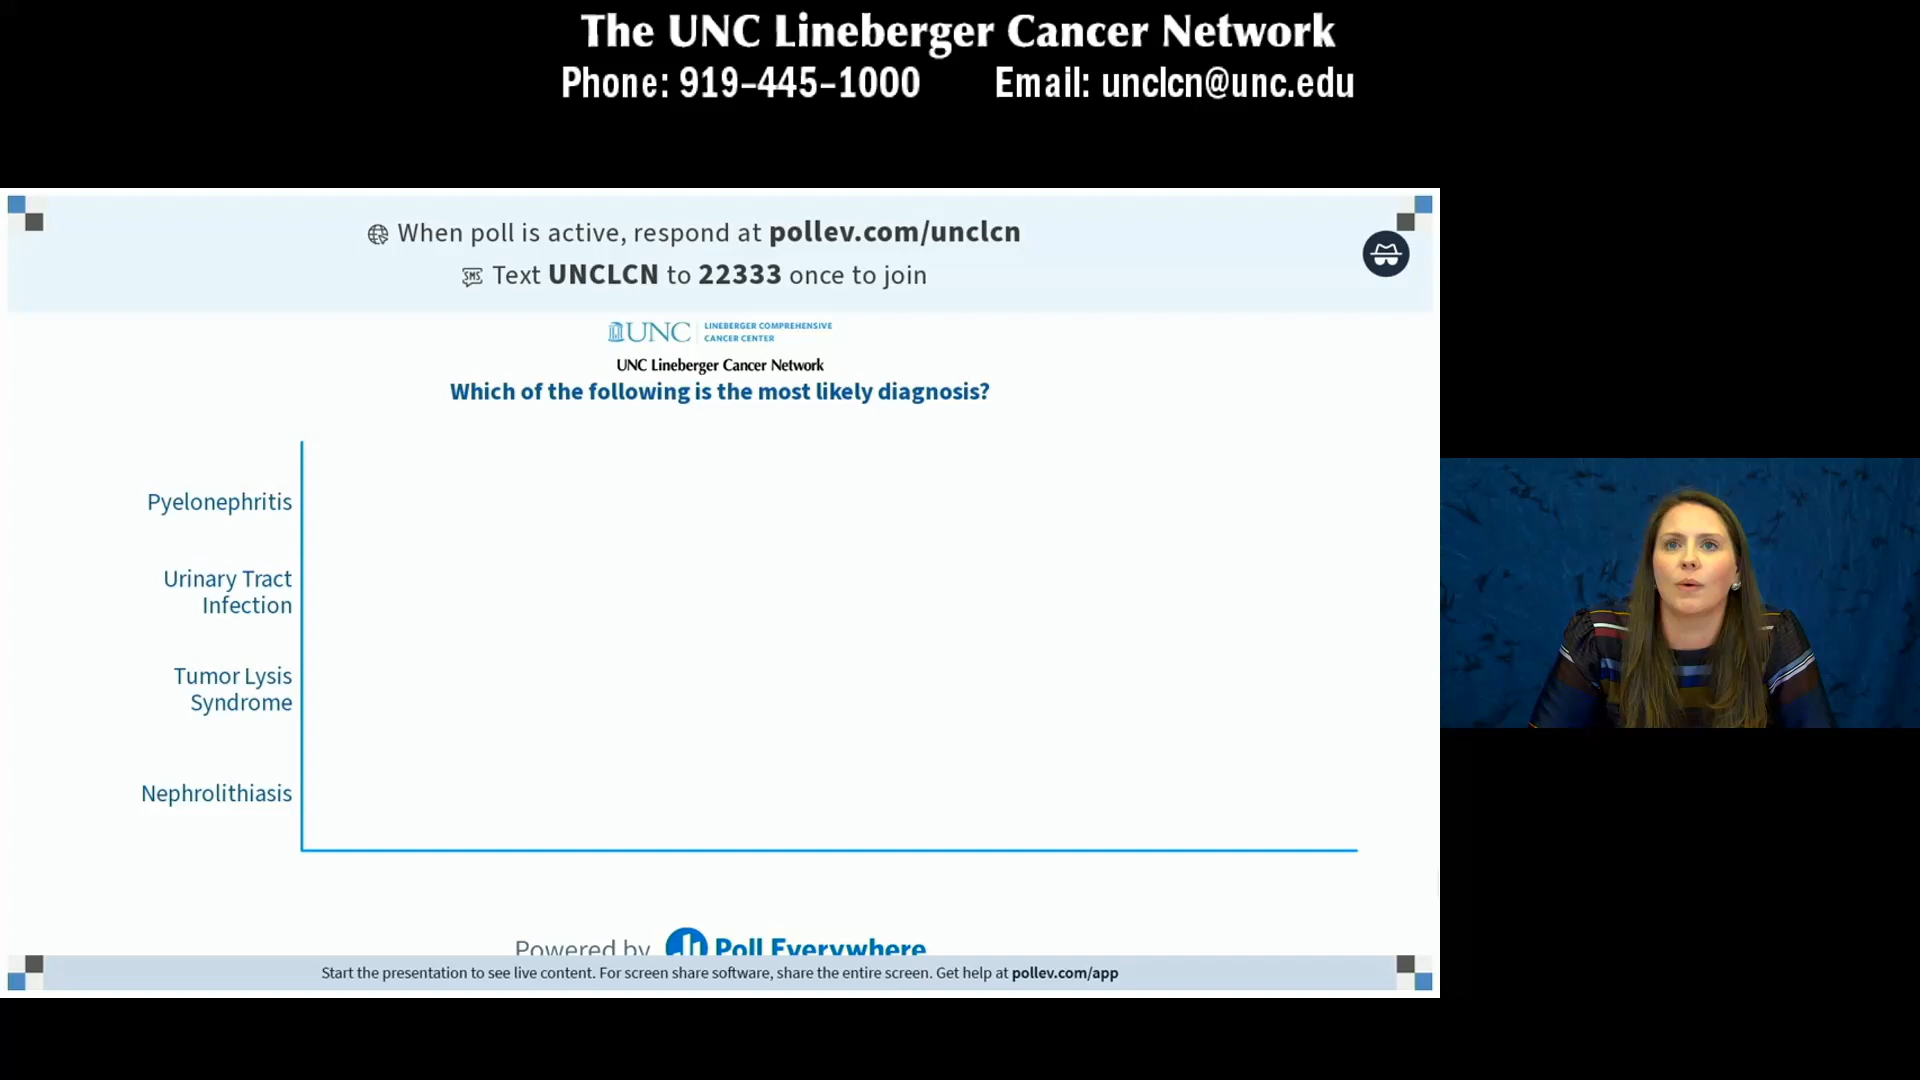 The UNC Lineberger Cancer Network
Phone: 919-445-1000 Email: unclcn@unc.edu
When poll is active, respond at pollev.com/unclcn
SMS Text UNCLCN to 22333 once to join
UNC LINEBERGER COMPREHENSIVE
CANCER CENTER
UNC Lineberger Cancer Network
Which of the following is the most likely diagnosis?
Pyelonephritis
Urinary Tract
Infection
Tumor Lysis
Syndrome
Nephrolithiasis
Powered by Poll Everywhere
Start the presentation to see live content. For screen share software, share the entire screen. Get help at pollev.com/app